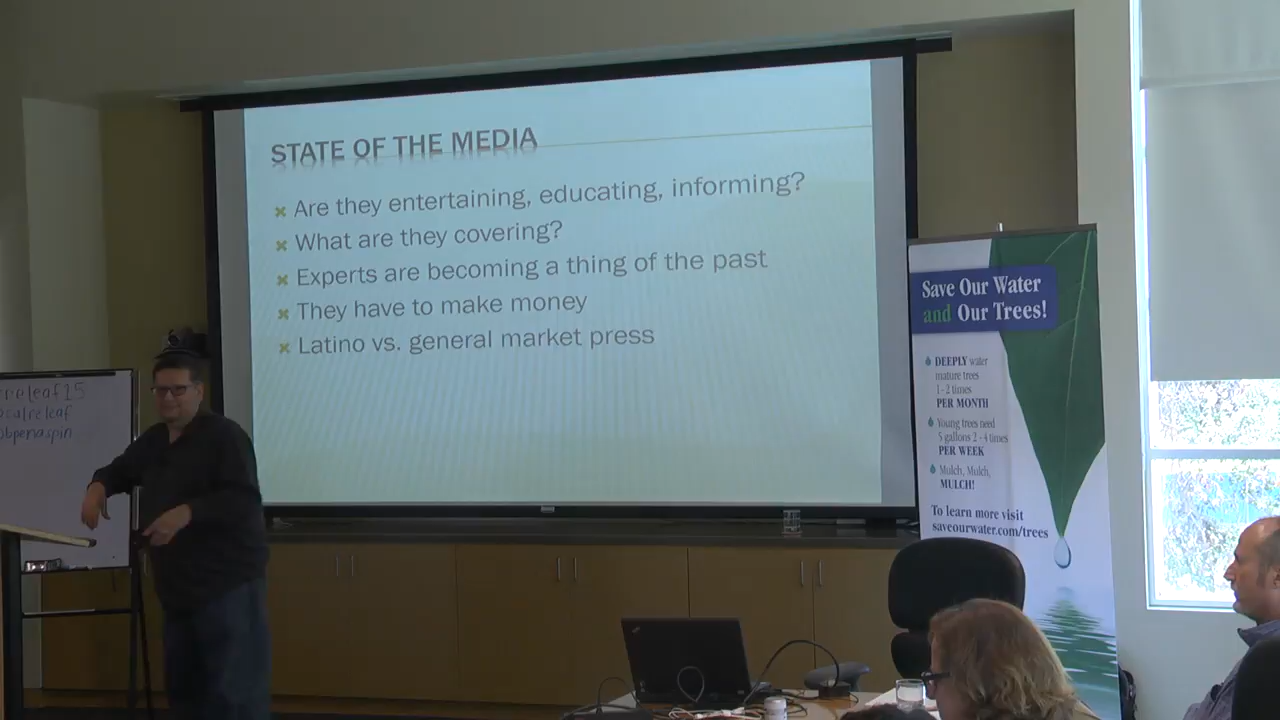 STATE OF THE MEDIA
Are they entertaining, educating, informing?
What are they covering?
Experts are becoming a thing of the past
They have to make money
Latino vs. general market press
releaf15
calreleaf
bpenaspin
Save Our Water
and Our Trees!
DEEPLY water
mature trees
1 - 2 times
PER MONTH
Young trees need
5 gallons 2 - 4 times
PER WEEK
Mulch, Mulch,
MULCH!
To learn more visit
saveourwater.com/trees